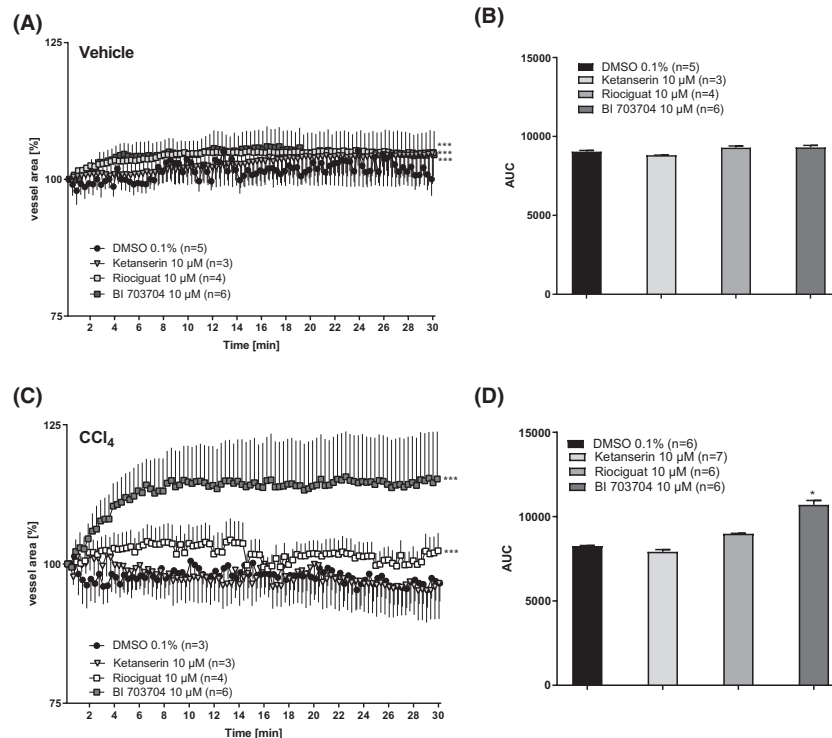 (A)
Vehicle
125
100
75
vessel area [%]
***
***
***
DMSO 0.1% (n=5)
Ketanserin 10 µM (n=3)
Riociguat 10 µM (n=4)
BI 703704 10 µM (n=6)
2 4 6 8 10 12 14 16 18 20 22 24 26 28 30
Time [min]
(B)
15000
10000
5000
0
AUC
DMSO 0.1% (n=5)
Ketanserin 10 µM (n=3)
Riociguat 10 µM (n=4)
BI 703704 10 µM (n=6)
(C)
CCl4
125
100
75
vessel area [%]
***
***
DMSO 0.1% (n=3)
Ketanserin 10 µM (n=3)
Riociguat 10 µM (n=4)
BI 703704 10 µM (n=6)
2 4 6 8 10 12 14 16 18 20 22 24 26 28 30
Time [min]
(D)
15000
10000
5000
0
AUC
DMSO 0.1% (n=6)
Ketanserin 10 µM (n=7)
Riociguat 10 µM (n=6)
BI 703704 10 µM (n=6)
*